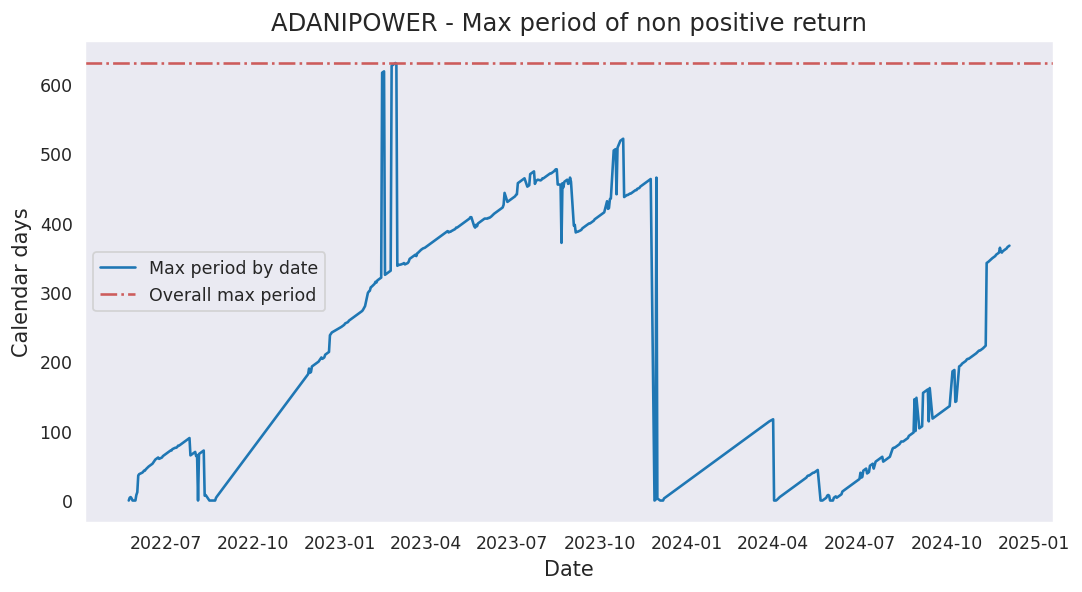 ADANIPOWER - Max period of non positive return
Calendar days
600
500
400
300
200
100
0
Max period by date
Overall max period
2022-07 2022-10 2023-01 2023-04 2023-07 2023-10 2024-01 2024-04 2024-07 2024-10 2025-01
Date